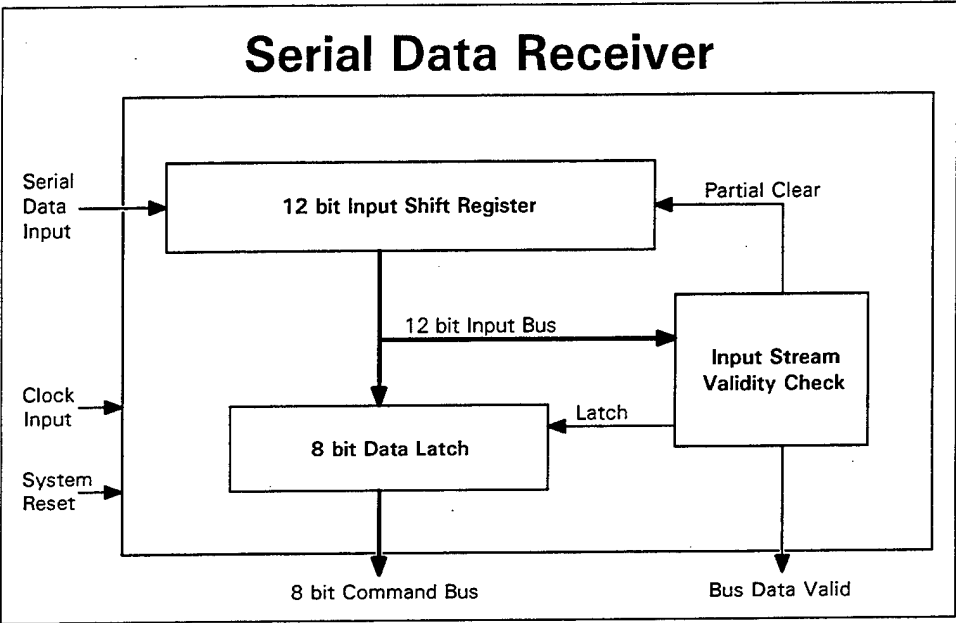 Serial Data Receiver
Serial
Data
Input
12 bit Input Shift Register
Partial Clear
12 bit Input Bus
Input Stream
Validity Check
Clock
Input
Latch
8 bit Data Latch
System
Reset
8 bit Command Bus
Bus Data Valid